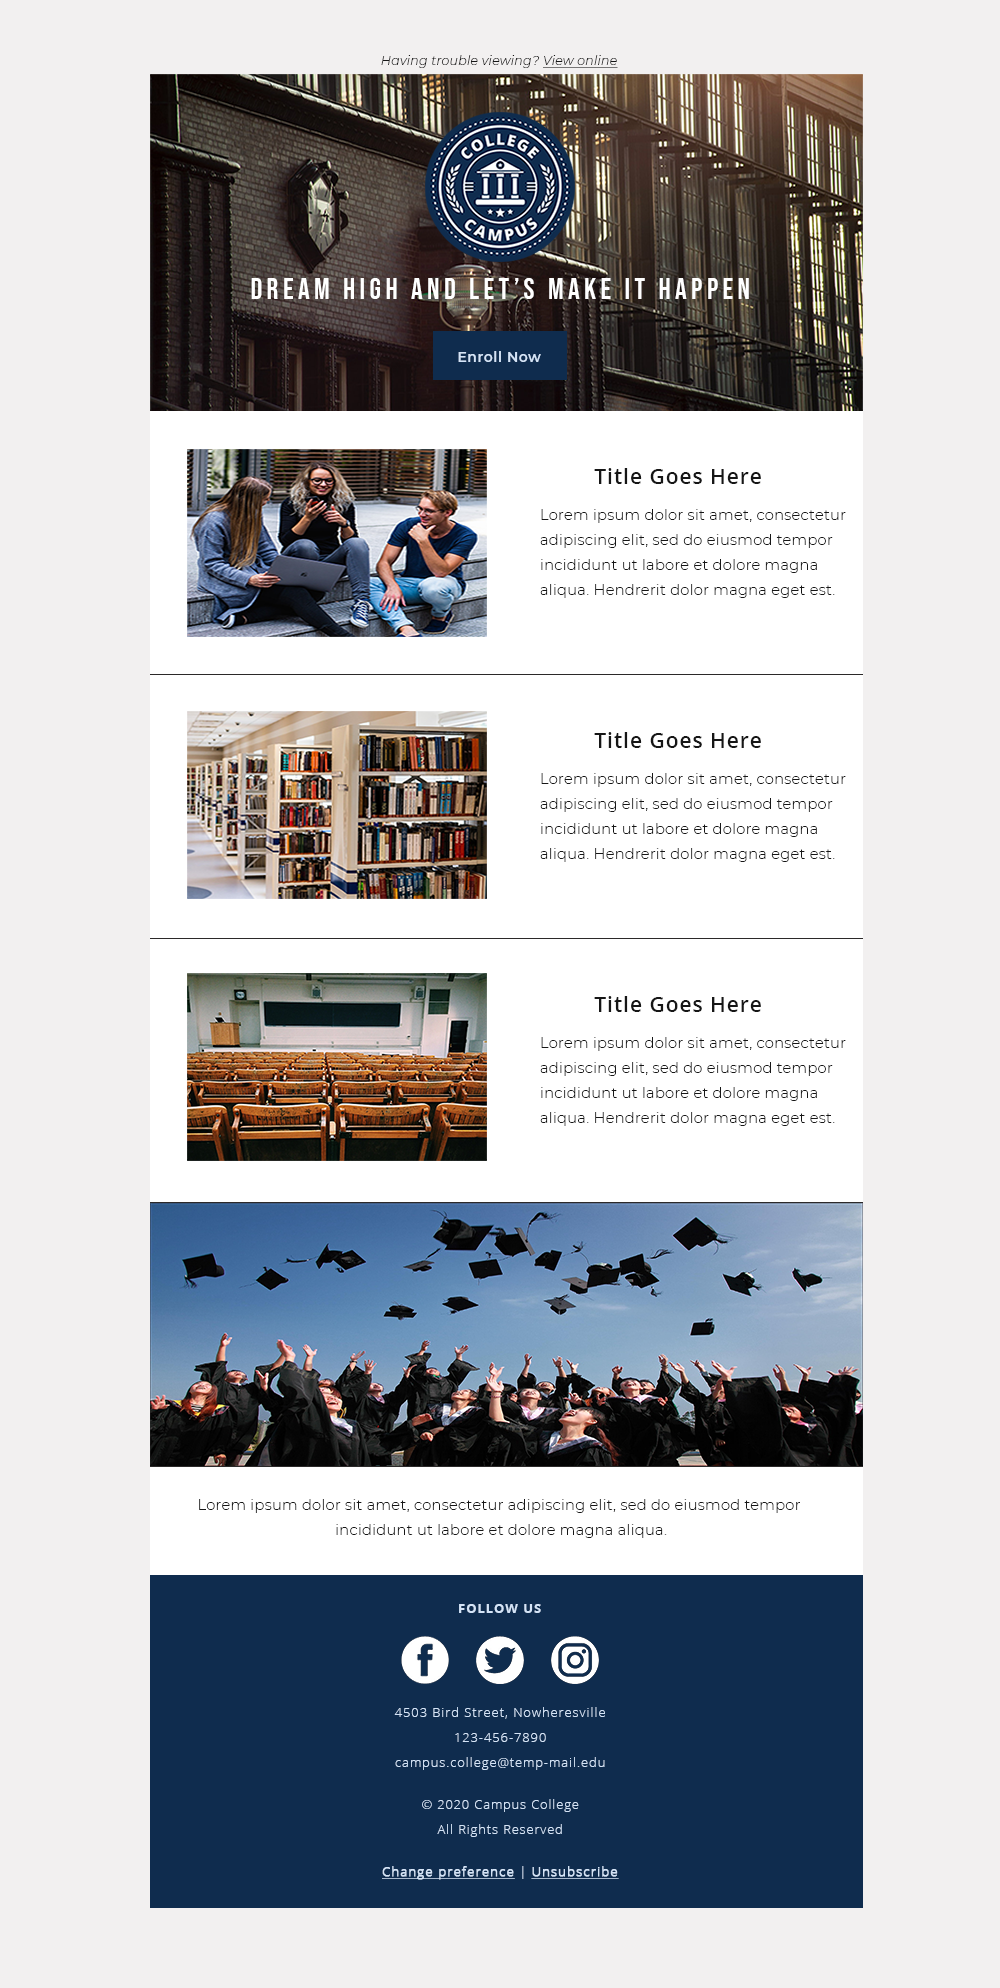 Having trouble viewing? View online
COLLEGE
CAMPUS
DREAM HIGH AND LET'S MAKE IT HAPPEN
Enroll Now
Title Goes Here
Lorem ipsum dolor sit amet, consectetur
adipiscing elit, sed do eiusmod tempor
incididunt ut labore et dolore magna
aliqua. Hendrerit dolor magna eget est.
Title Goes Here
Lorem ipsum dolor sit amet, consectetur
adipiscing elit, sed do eiusmod tempor
incididunt ut labore et dolore magna
aliqua. Hendrerit dolor magna eget est.
Title Goes Here
Lorem ipsum dolor sit amet, consectetur
adipiscing elit, sed do eiusmod tempor
incididunt ut labore et dolore magna
aliqua. Hendrerit dolor magna eget est.
Lorem ipsum dolor sit amet, consectetur adipiscing elit, sed do eiusmod tempor
incididunt ut labore et dolore magna aliqua.
FOLLOW US
4503 Bird Street, Nowheresville
123-456-7890
campus.college@temp-mail.edu
© 2020 Campus College
All Rights Reserved
Change preference | Unsubscribe